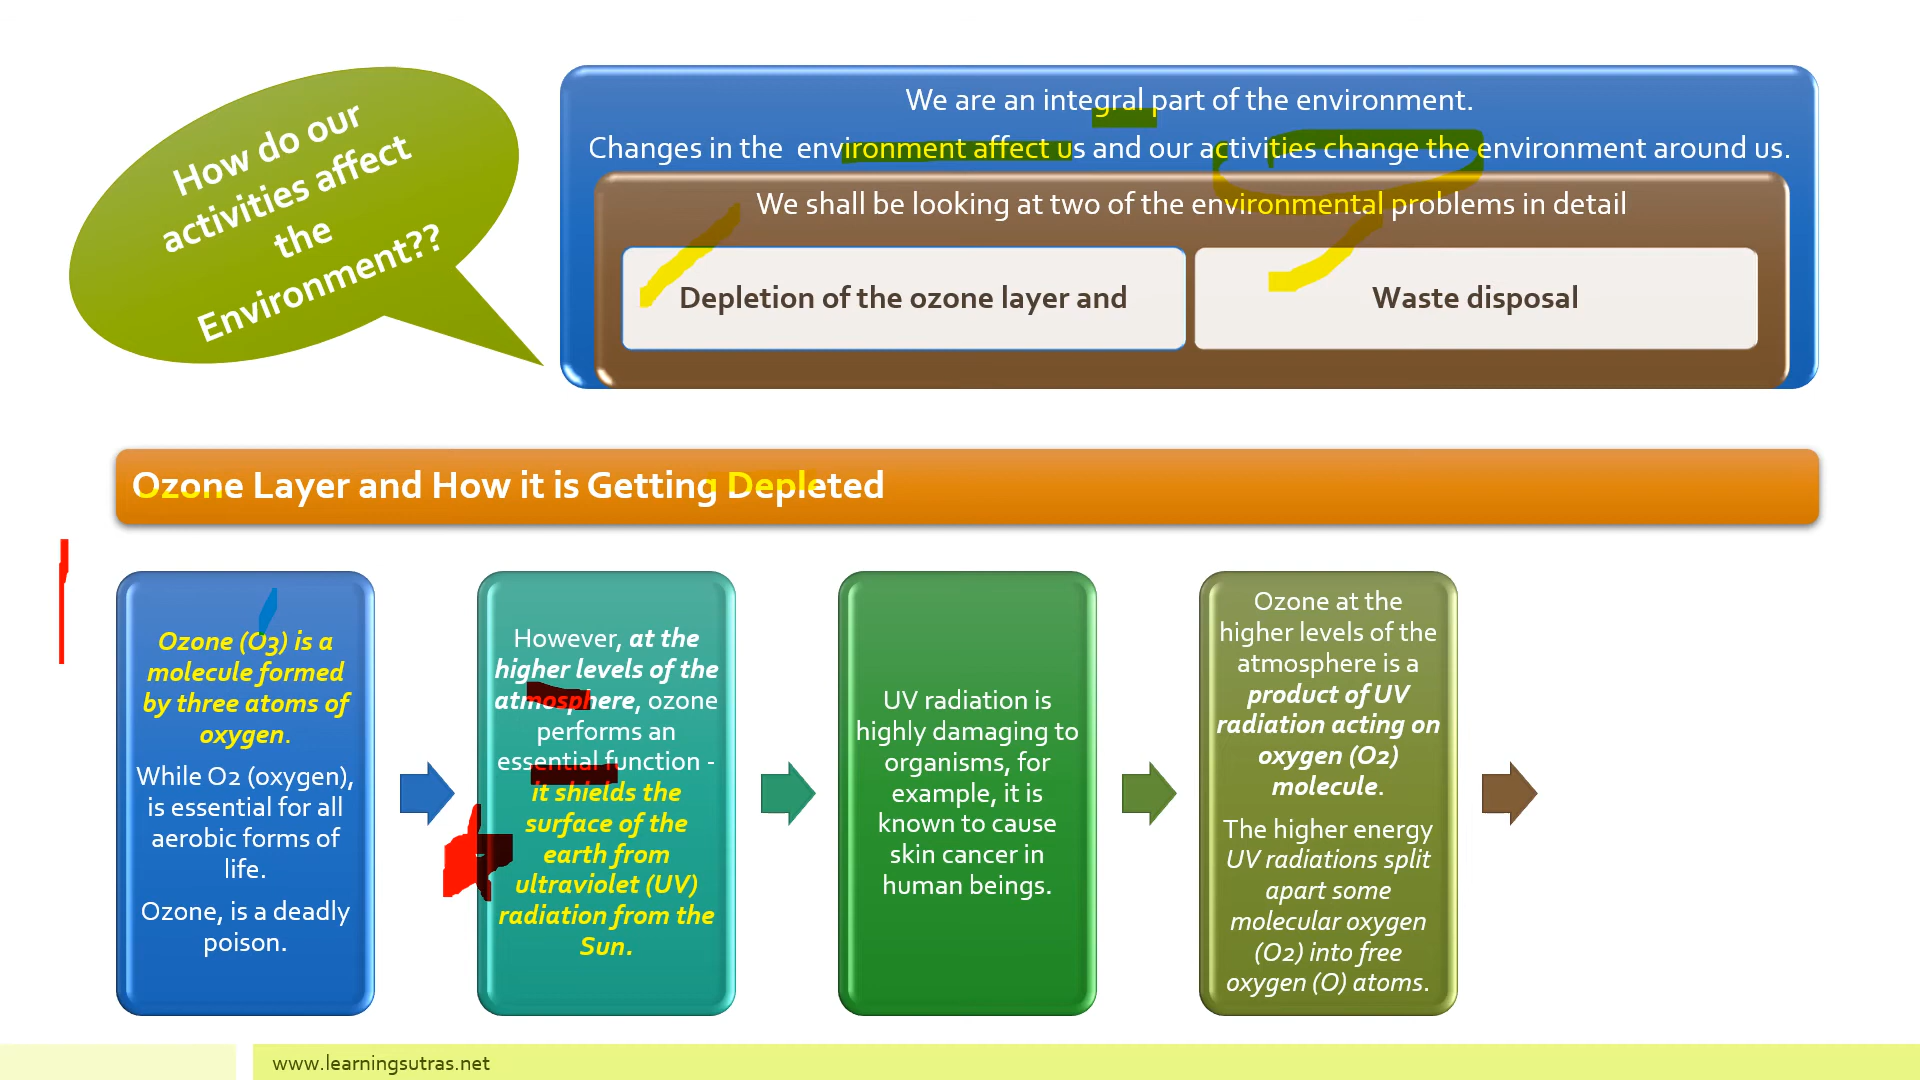 How do our
activities affect
the
Environment??
We are an integral part of the environment.
Changes in the  environment affect us and our activities change the environment around us.
We shall be looking at two of the environmental problems in detail
Depletion of the ozone layer and
Waste disposal
Ozone Layer and How it is Getting Depleted
Ozone (O3) is a
molecule formed
by three atoms of
oxygen.
While O2 (oxygen),
is essential for all
aerobic forms of
life.
Ozone, is a deadly
poison.
However, at the
higher levels of the
atmosphere, ozone
performs an
essential function -
it shields the
surface of the
earth from
ultraviolet (UV)
radiation from the
Sun.
UV radiation is
highly damaging to
organisms, for
example, it is
known to cause
skin cancer in
human beings.
Ozone at the
higher levels of the
atmosphere is a
product of UV
radiation acting on
oxygen (O2)
molecule.
The higher energy
UV radiations split
apart some
molecular oxygen
(O2) into free
oxygen (O) atoms.
www.learningsutras.net